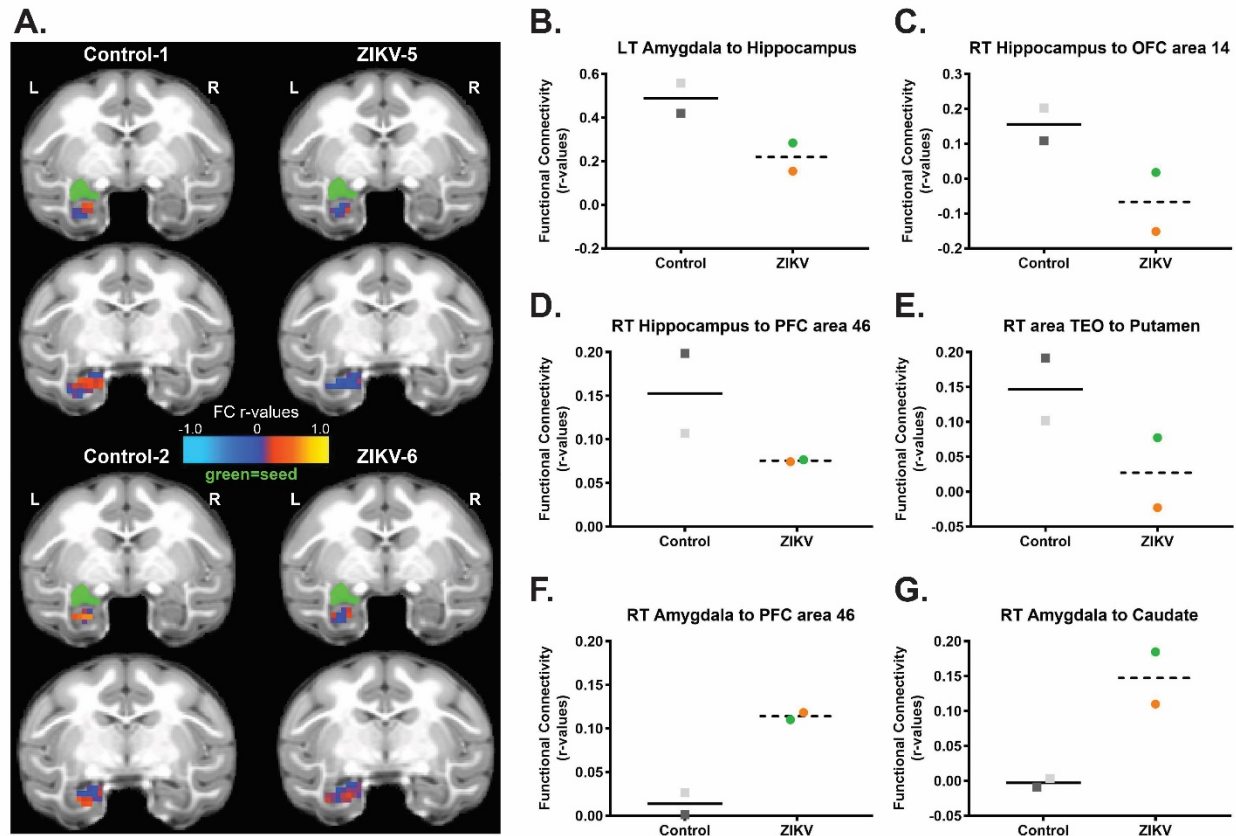 A.
Control-1
ZIKV-5
L
R
L
R
FC r-values
-1.0
0
1.0
green=seed
Control-2
ZIKV-6
L
R
L
R
B.
LT Amygdala to Hippocampus
Functional Connectivity
(r-values)
0.6
0.4
0.2
0.0
-0.2
Control
ZIKV
C.
RT Hippocampus to OFC area 14
Functional Connectivity
(r-values)
0.3
0.2
0.1
0.0
-0.1
-0.2
Control
ZIKV
D.
RT Hippocampus to PFC area 46
Functional Connectivity
(r-values)
0.20
0.15
0.10
0.05
0.00
Control
ZIKV
E.
RT area TEO to Putamen
Functional Connectivity
(r-values)
0.20
0.15
0.10
0.05
0.00
-0.05
Control
ZIKV
F.
RT Amygdala to PFC area 46
Functional Connectivity
(r-values)
0.20
0.15
0.10
0.05
0.00
Control
ZIKV
G.
RT Amygdala to Caudate
Functional Connectivity
(r-values)
0.20
0.15
0.10
0.05
0.00
-0.05
Control
ZIKV